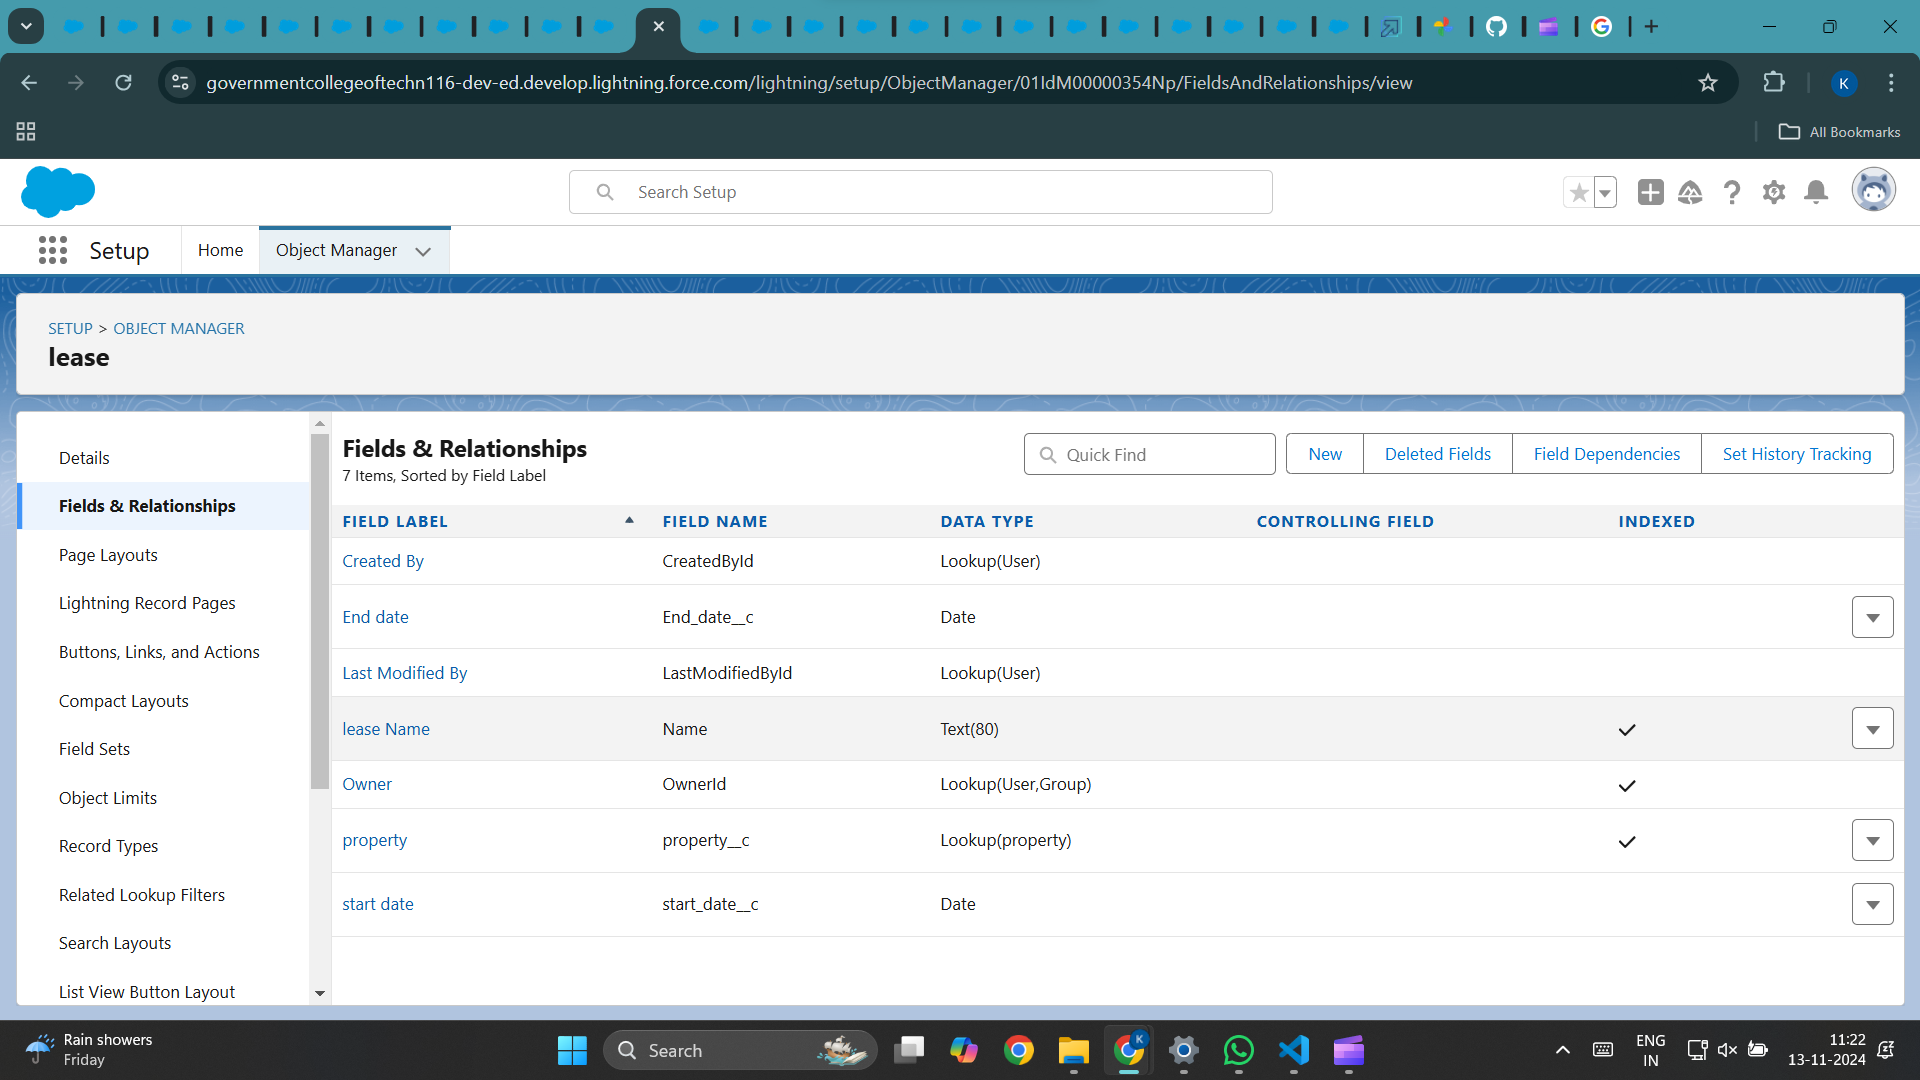 governmentcollegeoftechn116-dev-ed.develop.lightning.force.com/lightning/setup/ObjectManager/01IdM00000354Np/FieldsAndRelationships/view
K
All Bookmarks
Search Setup
Setup
Home
Object Manager
SETUP > OBJECT MANAGER
lease
Details
Fields & Relationships
Page Layouts
Lightning Record Pages
Buttons, Links, and Actions
Compact Layouts
Field Sets
Object Limits
Record Types
Related Lookup Filters
Search Layouts
List View Button Layout
Fields & Relationships
7 Items, Sorted by Field Label
Quick Find
New
Deleted Fields
Field Dependencies
Set History Tracking
FIELD LABEL FIELD NAME DATA TYPE CONTROLLING FIELD INDEXED
Created By CreatedById Lookup(User)
End date End_date__c Date
Last Modified By LastModifiedById Lookup(User)
lease Name Name Text(80)
Owner OwnerId Lookup(User,Group)
property property__c Lookup(property)
start date start_date__c Date
Rain showers
Friday
Search
K
ENG
IN
11:22
13-11-2024